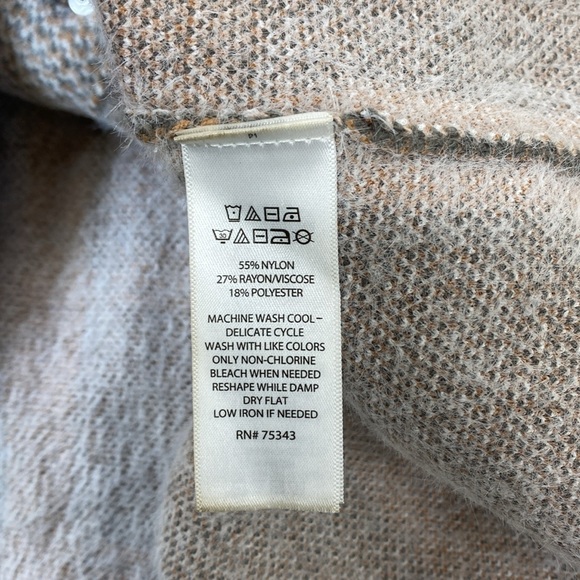 30
55% NYLON
27% RAYON/VISCOSE
18% POLYESTER
MACHINE WASH COOL–
DELICATE CYCLE
WASH WITH LIKE COLORS
ONLY NON-CHLORINE
BLEACH WHEN NEEDED
RESHAPE WHILE DAMP
DRY FLAT
LOW IRON IF NEEDED
RN# 75343